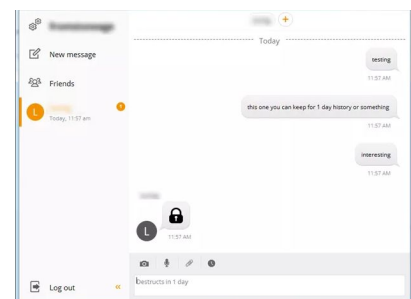 New message
Friends
L
Today, 11:57 am
Log out
Today
testing
11:57 AM
this one you can keep for 1 day history or something
11:57 AM
interesting
11:57 AM
L
11:57 AM
Destructs in 1 day